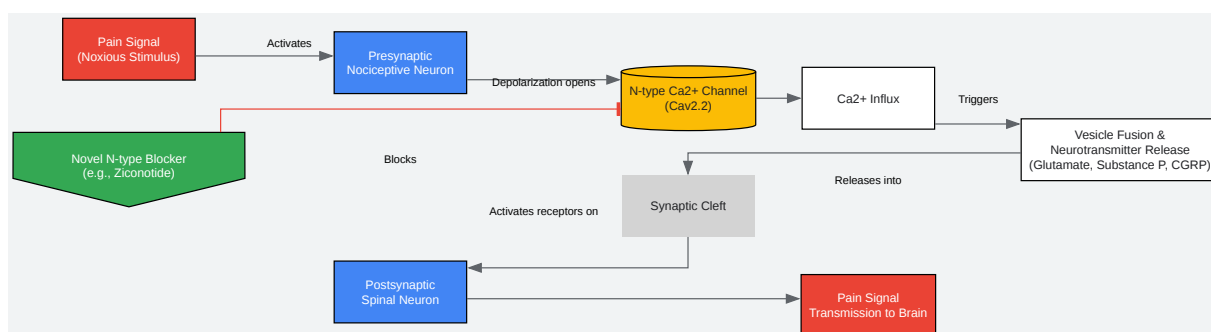 Pain Signal
(Noxious Stimulus)
Activates
Presynaptic
Nociceptive Neuron
Depolarization opens
N-type Ca2+ Channel
(Cav2.2)
Ca2+ Influx
Triggers
Vesicle Fusion &
Neurotransmitter Release
(Glutamate, Substance P, CGRP)
Novel N-type Blocker
(e.g., Ziconotide)
Blocks
Releases into
Synaptic Cleft
Activates receptors on
Postsynaptic
Spinal Neuron
Pain Signal
Transmission to Brain